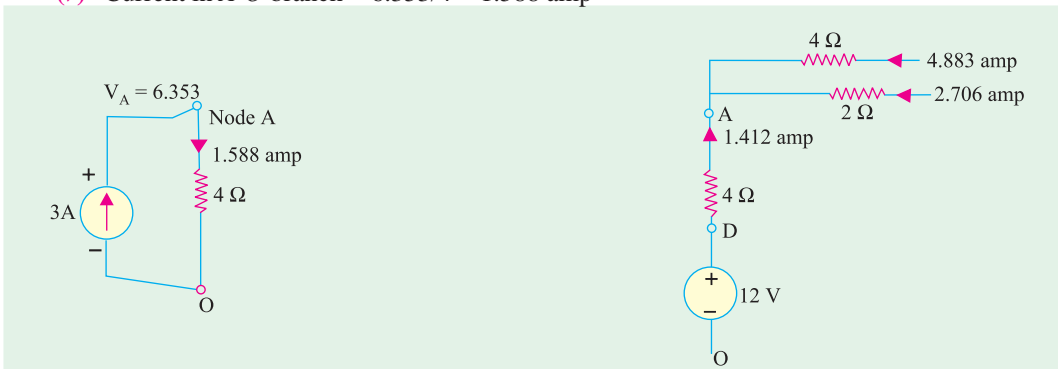 4 Ω
4.883 amp
2.706 amp
2 Ω
V_A = 6.353
Node A
A
1.412 amp
1.588 amp
+
4 Ω
4 Ω
3A
D
–
+
12 V
–
O
O